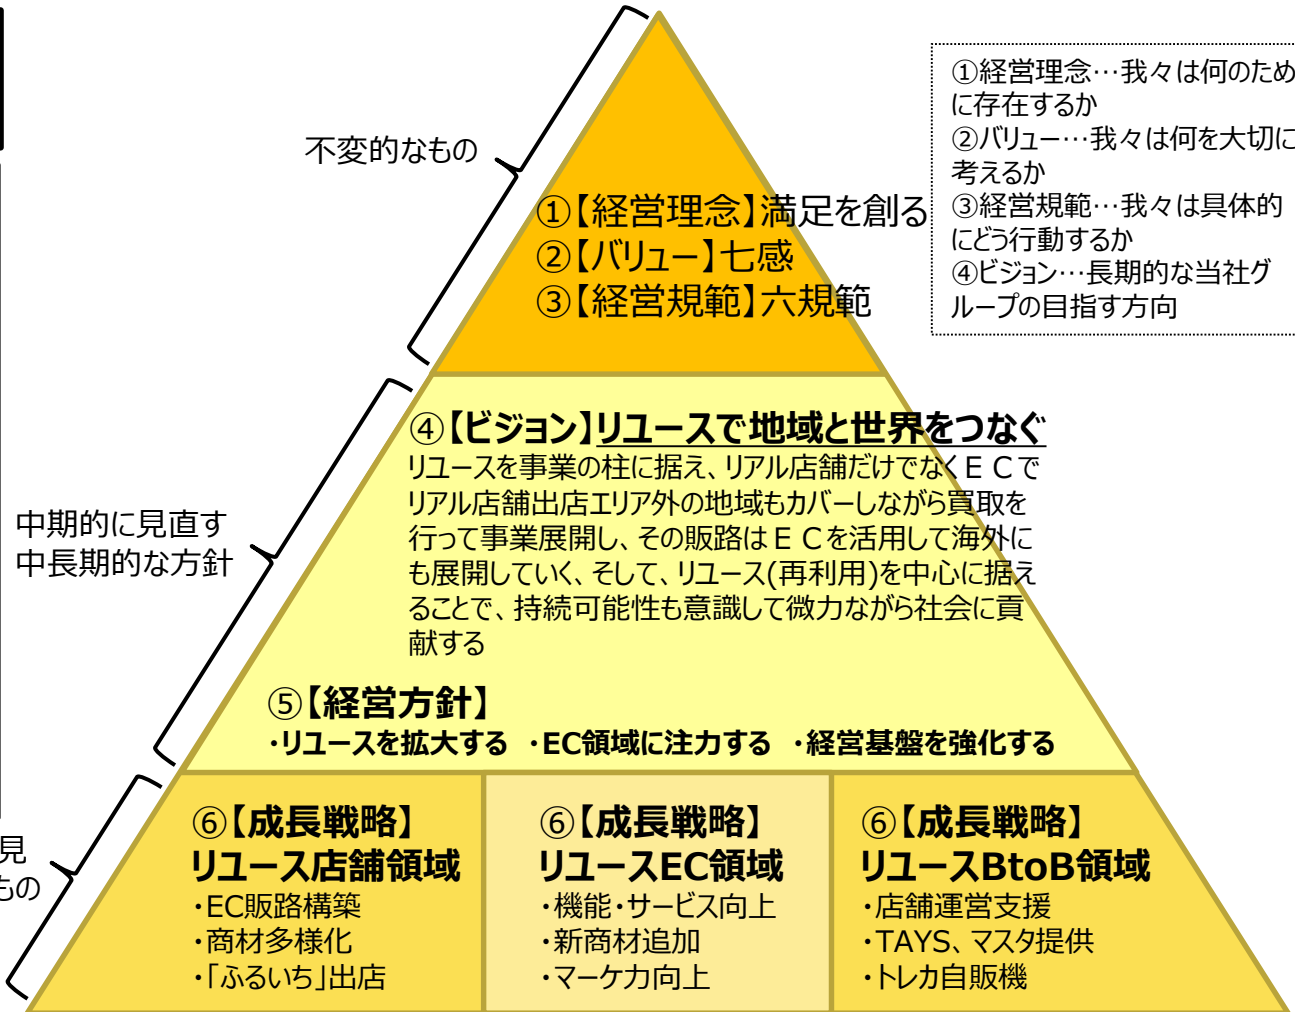 不変的なもの
①経営理念…我々は何のため
に存在するか
②バリュー…我々は何を大切に
考えるか
③経営規範…我々は具体的
にどう行動するか
④ビジョン…長期的な当社グ
ループの目指す方向
①【経営理念】満足を創る
②【バリュー】七感
③【経営規範】六規範
中期的に見直す
中長期的な方針
④【ビジョン】リユースで地域と世界をつなぐ
リユースを事業の柱に据え、リアル店舗だけでなくＥＣで
リアル店舗出店エリア外の地域もカバーしながら買取を
行って事業展開し、その販路はＥＣを活用して海外に
も展開していく、そして、リユース(再利用)を中心に据え
ることで、持続可能性も意識して微力ながら社会に貢
献する
⑤【経営方針】
・リユースを拡大する ・EC領域に注力する ・経営基盤を強化する
見
もの
⑥【成長戦略】
リユース店舗領域
・EC販路構築
・商材多様化
・「ふるいち」出店
⑥【成長戦略】
リユースEC領域
・機能・サービス向上
・新商材追加
・マーケ力向上
⑥【成長戦略】
リユースBtoB領域
・店舗運営支援
・TAYS、マスタ提供
・トレカ自販機